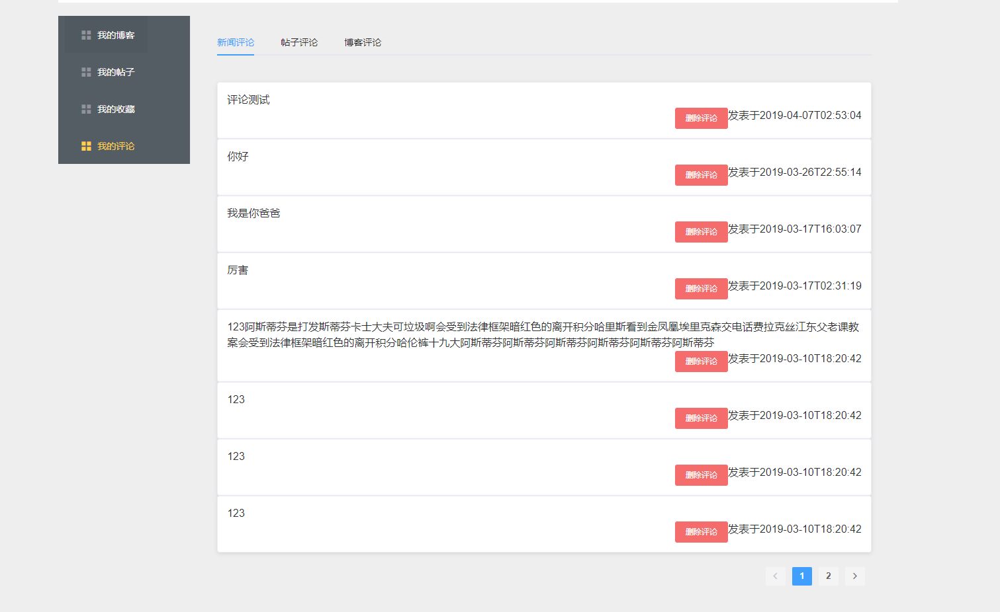 我的博客
我的帖子
我的收藏
我的评论
新闻评论 帖子评论 博客评论
评论测试
删除评论 发表于2019-04-07T02:53:04
你好
删除评论 发表于2019-03-26T22:55:14
我是你爸爸
删除评论 发表于2019-03-17T16:03:07
厉害
删除评论 发表于2019-03-17T02:31:19
123阿斯蒂芬是打发斯蒂芬卡士大夫可垃圾啊会受到法律框架暗红色的离开积分哈里斯看到金凤凰埃里克森交电话费拉克丝江东父老课教
案会受到法律框架暗红色的离开积分哈伦裤十九大阿斯蒂芬阿斯蒂芬阿斯蒂芬阿斯蒂芬阿斯蒂芬阿斯蒂芬
删除评论 发表于2019-03-10T18:20:42
123
删除评论 发表于2019-03-10T18:20:42
123
删除评论 发表于2019-03-10T18:20:42
123
删除评论 发表于2019-03-10T18:20:42
1 2